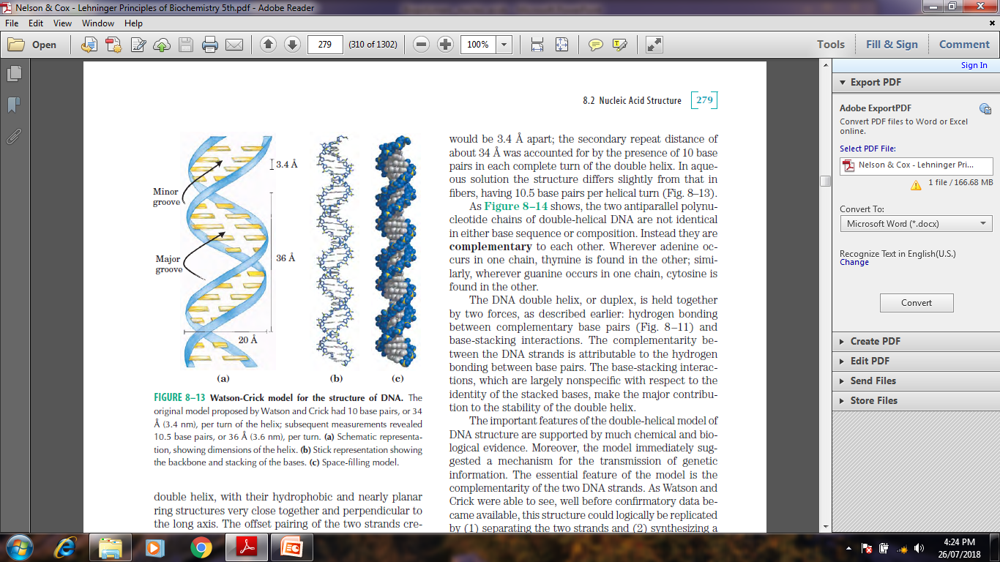 Nelson & Cox - Lehninger Principles of Biochemistry 5th.pdf - Adobe Reader
File Edit View Window Help
Open 279 (310 of 1302) 100% Tools Fill & Sign Comment
Sign In
Export PDF
Adobe ExportPDF
Convert PDF files to Word or Excel
online.
Select PDF File:
Nelson & Cox - Lehninger Pri...
1 file / 166.68 MB
Convert To:
Microsoft Word (*.docx)
Recognize Text in English(U.S.)
Change
Convert
Create PDF
Edit PDF
Send Files
Store Files
8.2 Nucleic Acid Structure 279
3.4 Å
Minor
groove
Major
groove
36 Å
20 Å
(a) (b) (c)
FIGURE 8–13 Watson-Crick model for the structure of DNA. The
original model proposed by Watson and Crick had 10 base pairs, or 34
Å (3.4 nm), per turn of the helix; subsequent measurements revealed
10.5 base pairs, or 36 Å (3.6 nm), per turn. (a) Schematic representa-
tion, showing dimensions of the helix. (b) Stick representation showing
the backbone and stacking of the bases. (c) Space-filling model.
double helix, with their hydrophobic and nearly planar
ring structures very close together and perpendicular to
the long axis. The offset pairing of the two strands cre-
would be 3.4 Å apart; the secondary repeat distance of
about 34 Å was accounted for by the presence of 10 base
pairs in each complete turn of the double helix. In aque-
ous solution the structure differs slightly from that in
fibers, having 10.5 base pairs per helical turn (Fig. 8–13).
As Figure 8–14 shows, the two antiparallel polynu-
cleotide chains of double-helical DNA are not identical
in either base sequence or composition. Instead they are
complementary to each other. Wherever adenine oc-
curs in one chain, thymine is found in the other; simi-
larly, wherever guanine occurs in one chain, cytosine is
found in the other.
The DNA double helix, or duplex, is held together
by two forces, as described earlier: hydrogen bonding
between complementary base pairs (Fig. 8–11) and
base-stacking interactions. The complementarity be-
tween the DNA strands is attributable to the hydrogen
bonding between base pairs. The base-stacking interac-
tions, which are largely nonspecific with respect to the
identity of the stacked bases, make the major contribu-
tion to the stability of the double helix.
The important features of the double-helical model of
DNA structure are supported by much chemical and bio-
logical evidence. Moreover, the model immediately sug-
gested a mechanism for the transmission of genetic
information. The essential feature of the model is the
complementarity of the two DNA strands. As Watson and
Crick were able to see, well before confirmatory data be-
came available, this structure could logically be replicated
by (1) separating the two strands and (2) synthesizing a
4:24 PM
26/07/2018